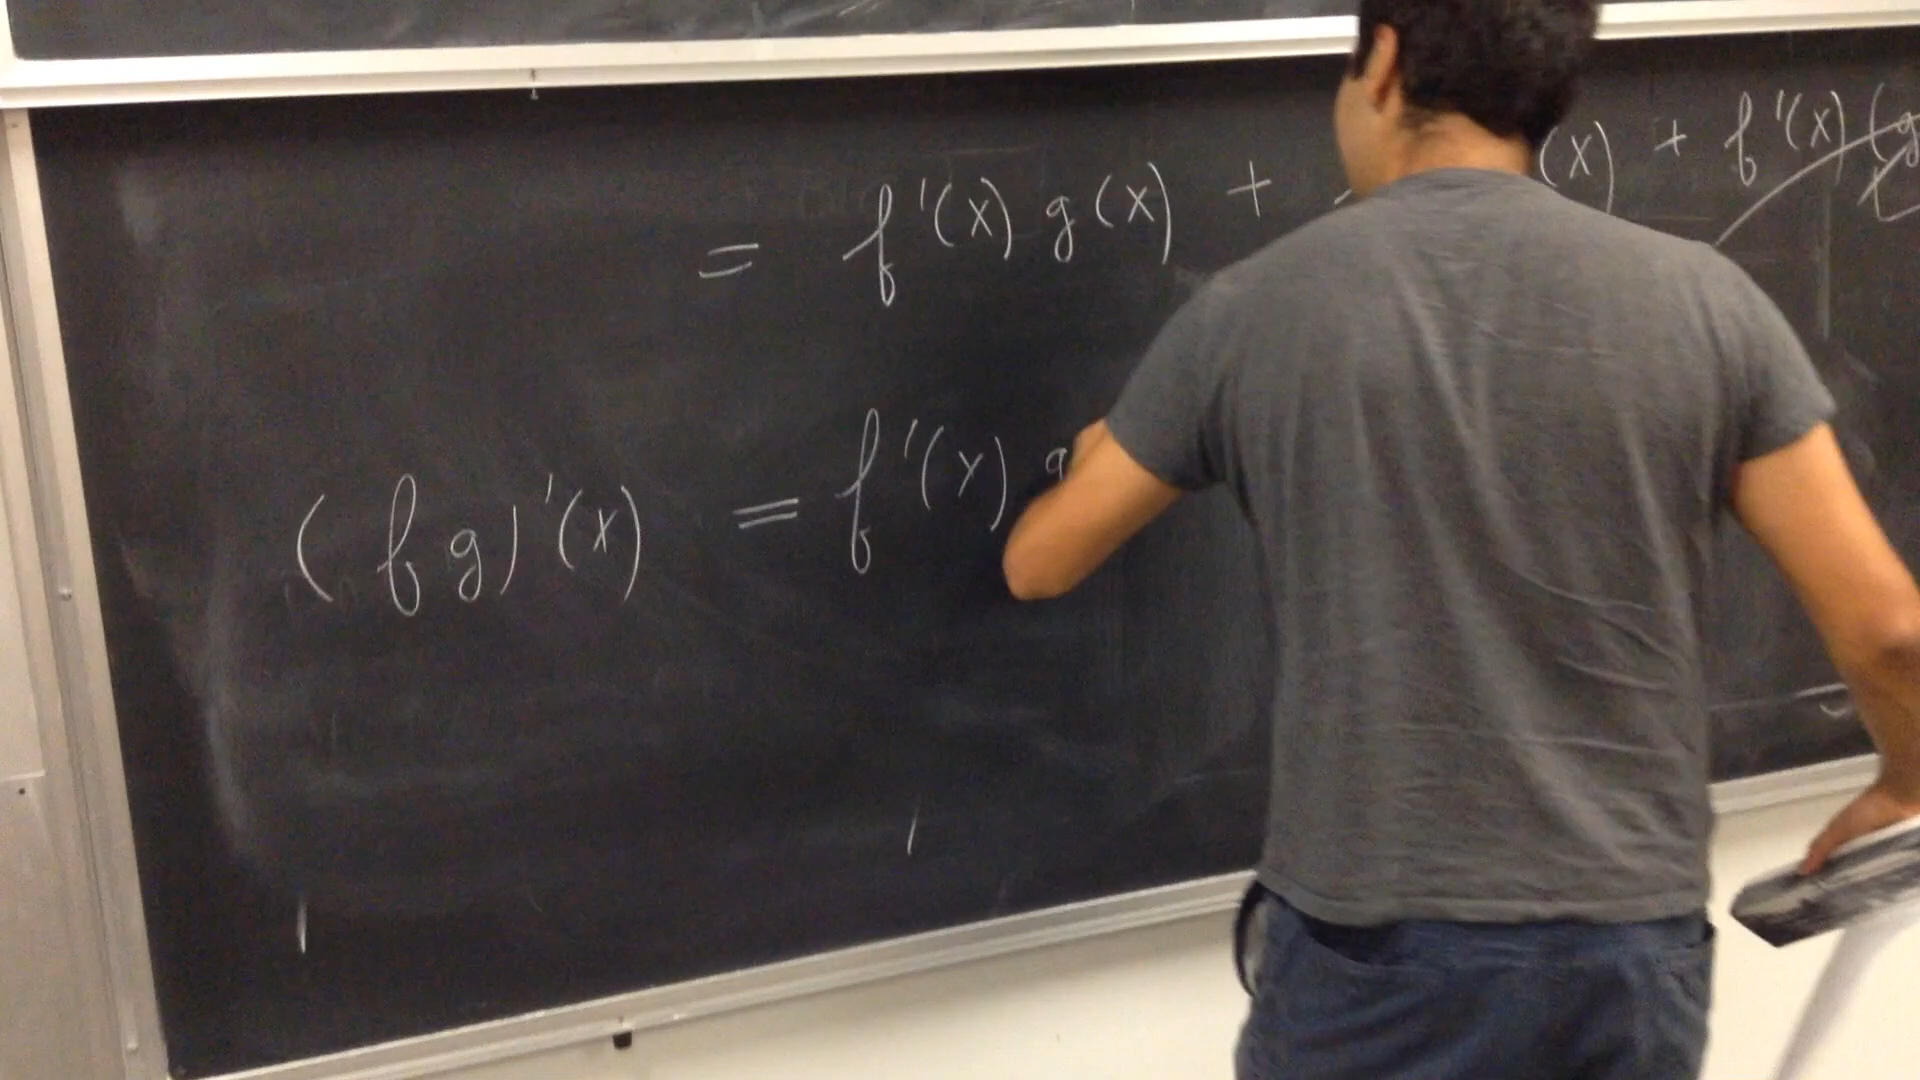 = f'(x) g(x) + (x) + f'(x) (g
(fg)'(x) = f'(x) g